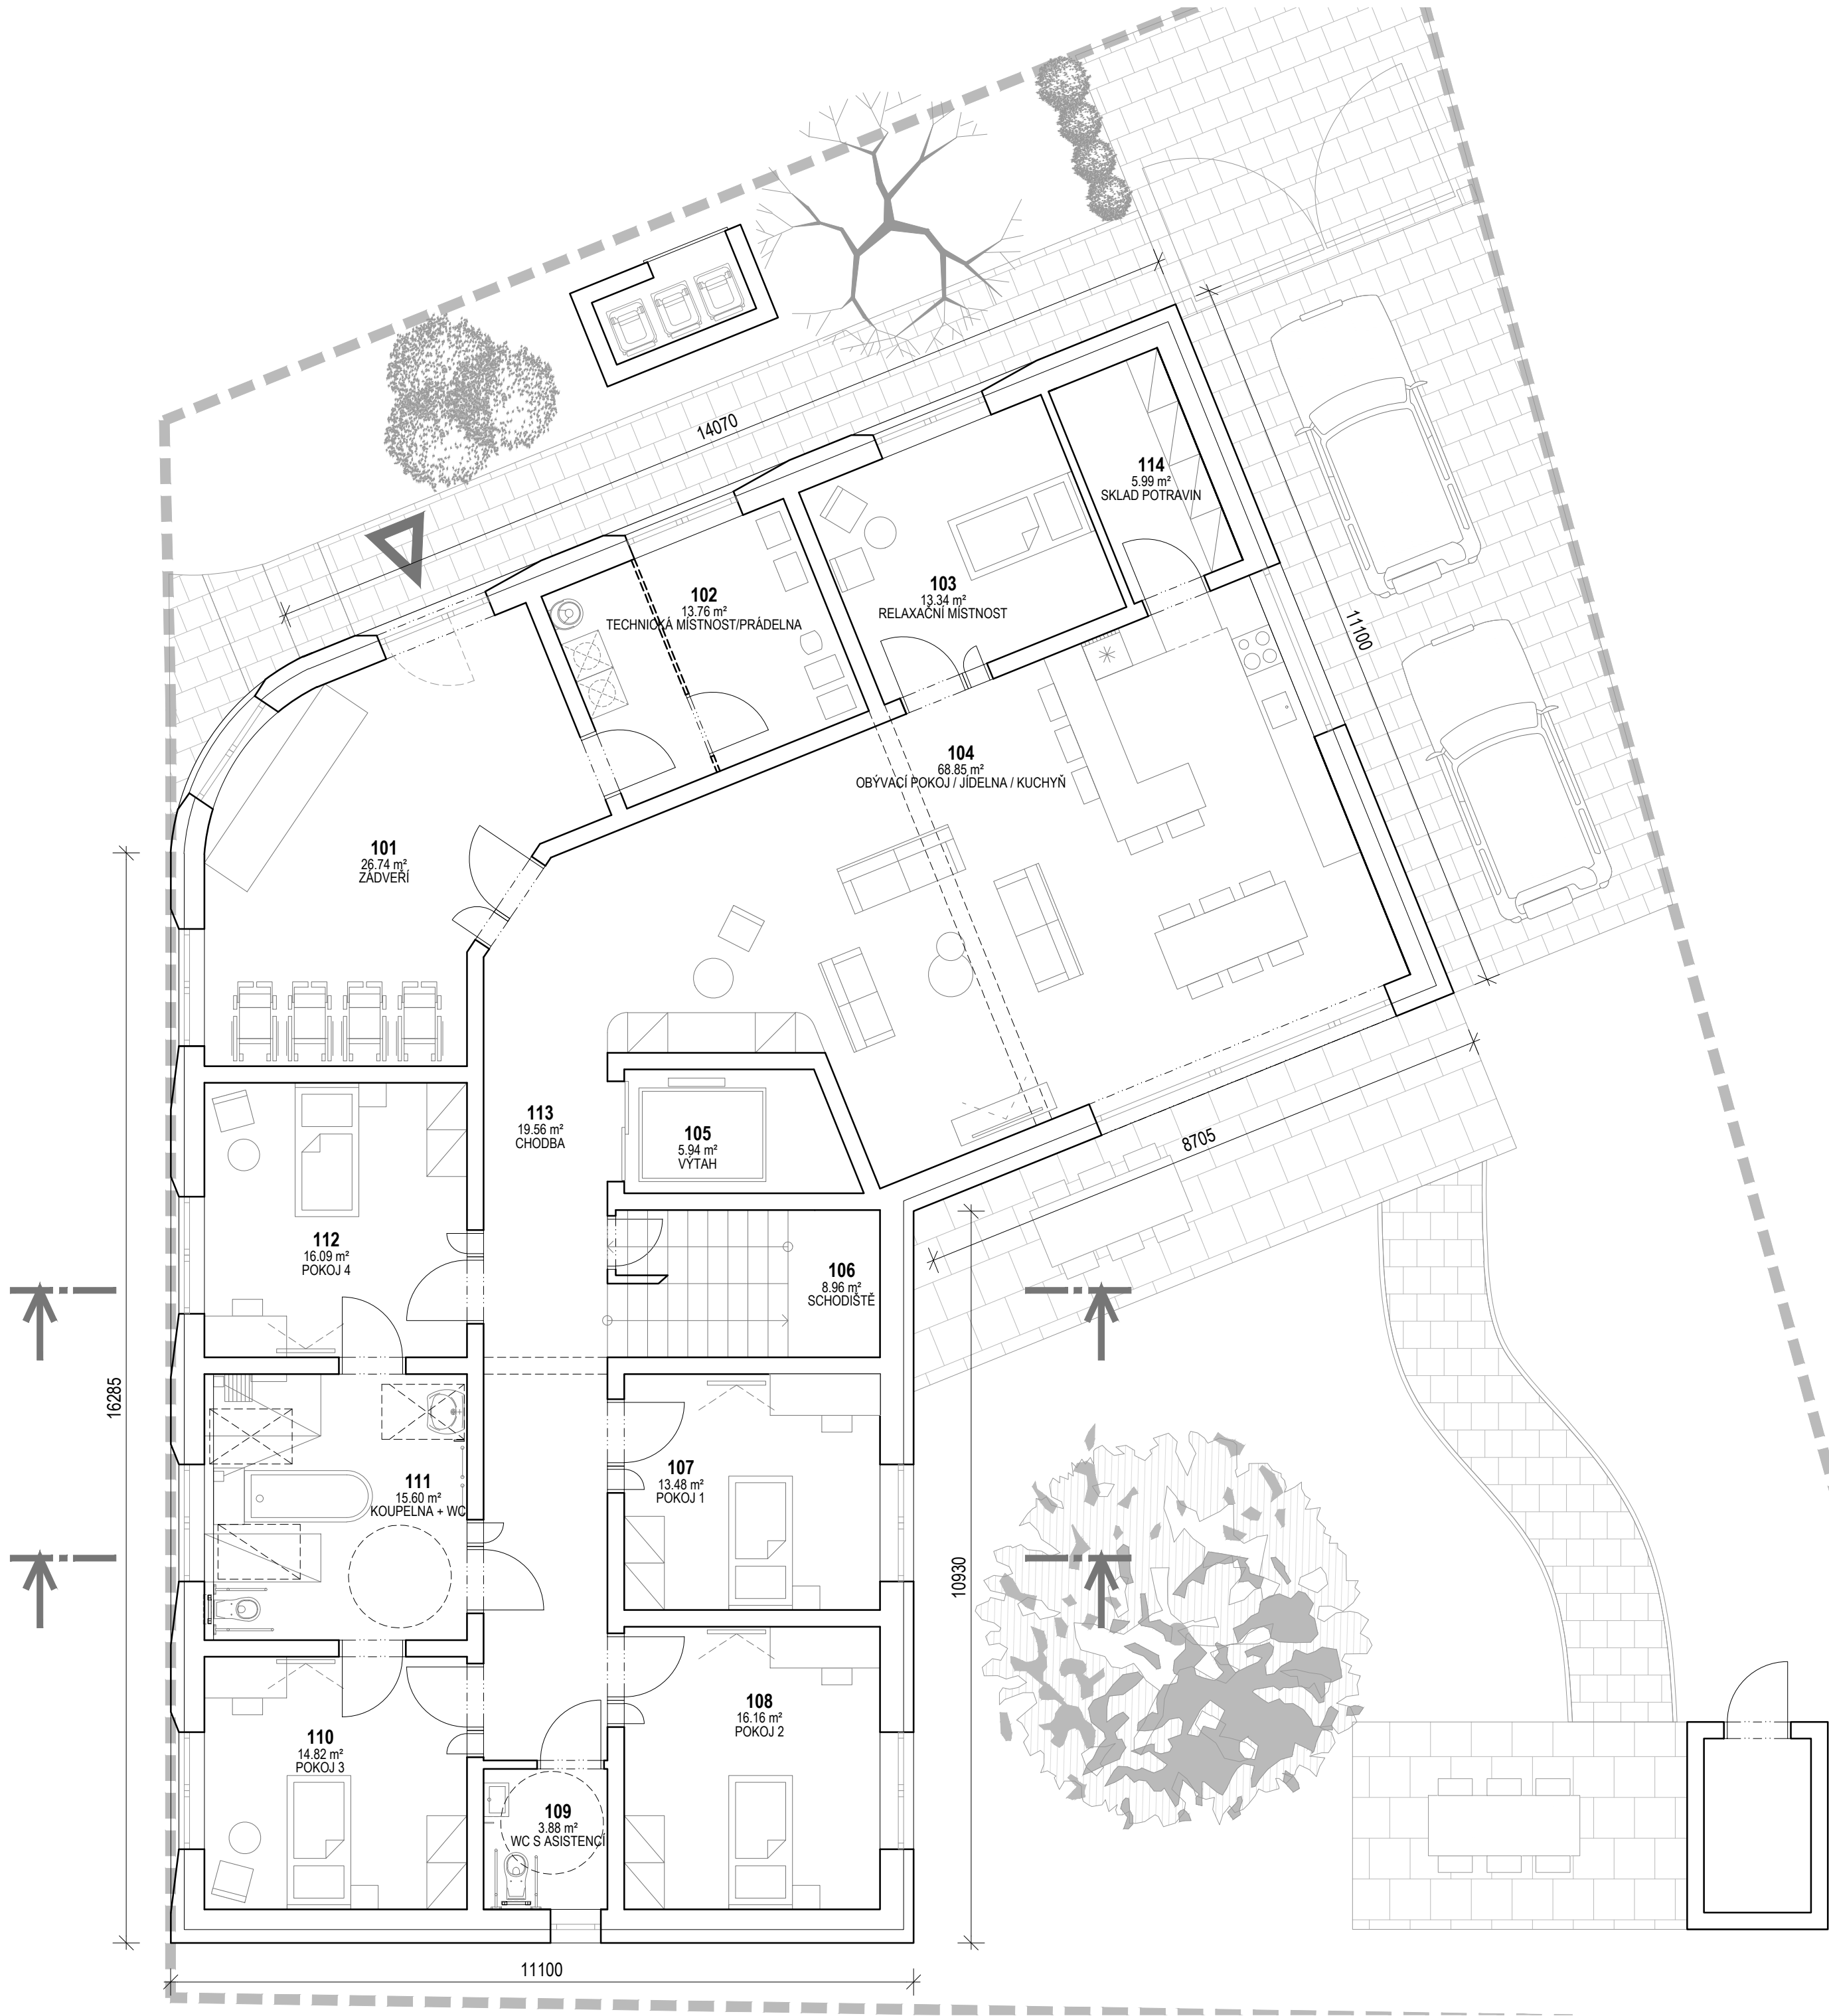 14070
114
5.99 m²
SKLAD POTRAVIN
103
13.34 m²
RELAXAČNÍ MÍSTNOST
102
13.76 m²
TECHNICKÁ MÍSTNOST/PRÁDELNA
11100
104
68.85 m²
OBÝVACÍ POKOJ / JÍDELNA / KUCHYŇ
101
26.74 m²
ZÁDVEŘÍ
113
19.56 m²
CHODBA
105
5.94 m²
VÝTAH
8705
112
16.09 m²
POKOJ 4
106
8.96 m²
SCHODIŠTĚ
16285
111
15.60 m²
KOUPELNA + WC
107
13.48 m²
POKOJ 1
10930
108
16.16 m²
POKOJ 2
110
14.82 m²
POKOJ 3
109
3.88 m²
WC S ASISTENCÍ
11100